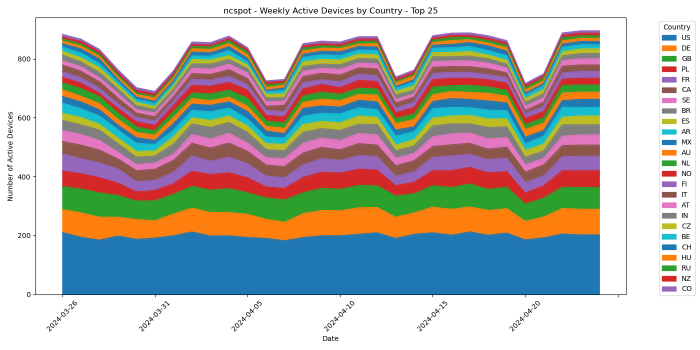 ncspot - Weekly Active Devices by Country - Top 25
Number of Active Devices
800
600
400
200
0
2024-03-26
2024-03-31
2024-04-05
2024-04-10
2024-04-15
2024-04-20
Date
Country
US
DE
GB
PL
FR
CA
SE
BR
ES
AR
MX
AU
NL
NO
FI
IT
AT
IN
CZ
BE
CH
HU
RU
NZ
CO